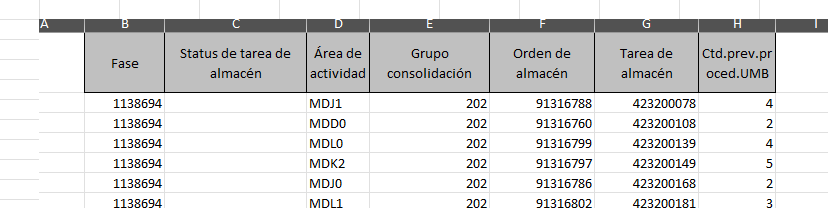 A B C D E F G H I
Fase Status de tarea de almacén Área de actividad Grupo consolidación Orden de almacén Tarea de almacén Ctd.prev.proced.UMB
1138694 MDJ1 202 91316788 423200078 4
1138694 MDD0 202 91316760 423200108 2
1138694 MDL0 202 91316799 423200139 4
1138694 MDK2 202 91316797 423200149 5
1138694 MDJ0 202 91316786 423200168 2
1138694 MDL1 202 91316802 423200181 3